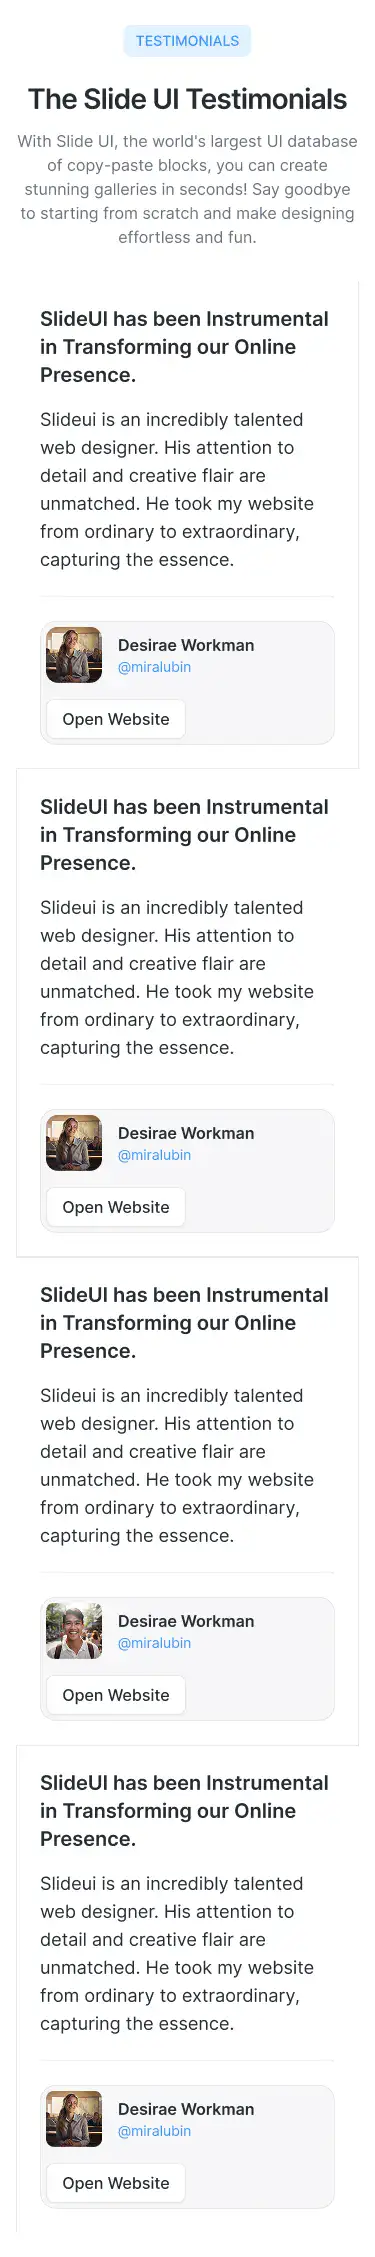 TESTIMONIALS
The Slide UI Testimonials
With Slide UI, the world's largest UI database
of copy-paste blocks, you can create
stunning galleries in seconds! Say goodbye
to starting from scratch and make designing
effortless and fun.
SlideUI has been Instrumental
in Transforming our Online
Presence.
Slideui is an incredibly talented
web designer. His attention to
detail and creative flair are
unmatched. He took my website
from ordinary to extraordinary,
capturing the essence.
Desirae Workman
@miralubin
Open Website
SlideUI has been Instrumental
in Transforming our Online
Presence.
Slideui is an incredibly talented
web designer. His attention to
detail and creative flair are
unmatched. He took my website
from ordinary to extraordinary,
capturing the essence.
Desirae Workman
@miralubin
Open Website
SlideUI has been Instrumental
in Transforming our Online
Presence.
Slideui is an incredibly talented
web designer. His attention to
detail and creative flair are
unmatched. He took my website
from ordinary to extraordinary,
capturing the essence.
Desirae Workman
@miralubin
Open Website
SlideUI has been Instrumental
in Transforming our Online
Presence.
Slideui is an incredibly talented
web designer. His attention to
detail and creative flair are
unmatched. He took my website
from ordinary to extraordinary,
capturing the essence.
Desirae Workman
@miralubin
Open Website